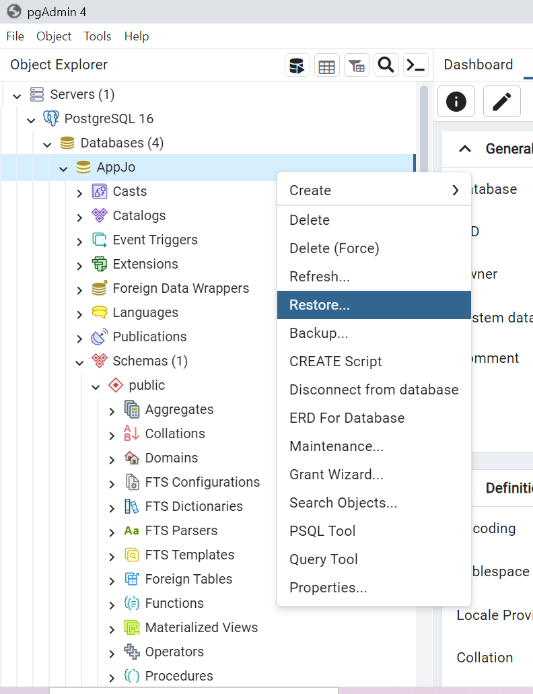 pgAdmin 4
File Object Tools Help
Object Explorer
Servers (1)
PostgreSQL 16
Databases (4)
AppJo
Casts
Catalogs
Event Triggers
Extensions
Foreign Data Wrappers
Languages
Publications
Schemas (1)
public
Aggregates
Collations
Domains
FTS Configurations
FTS Dictionaries
Aa FTS Parsers
FTS Templates
Foreign Tables
Functions
Materialized Views
Operators
Procedures
Create
Delete
Delete (Force)
Refresh...
Restore...
Backup...
CREATE Script
Disconnect from database
ERD For Database
Maintenance...
Grant Wizard...
Search Objects...
PSQL Tool
Query Tool
Properties...
Dashboard
General
atabase
D
wner
stem data
omment
Definiti
coding
blespace
Locale Provi
Collation